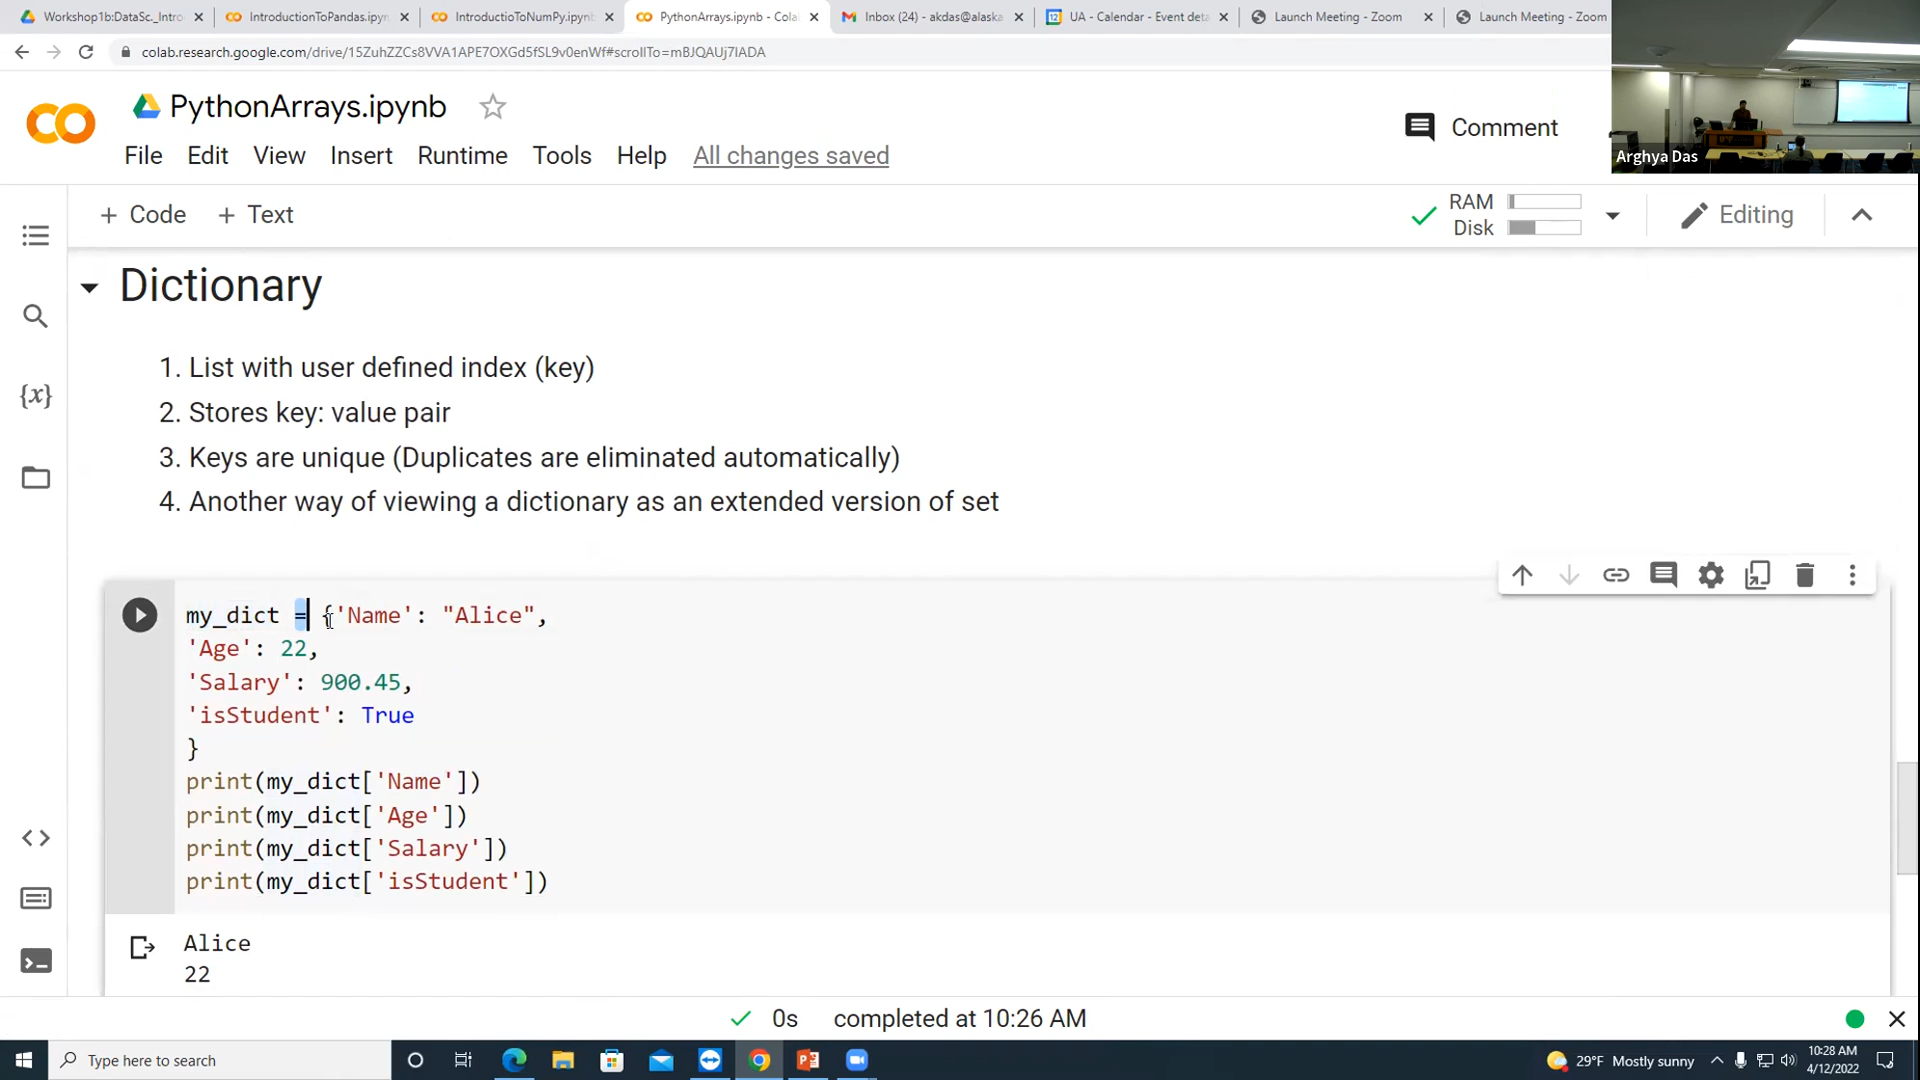 Workshop1b:DataSc._Intro
IntroductionToPandas.ipyn
IntroductioToNumPy.ipynb
PythonArrays.ipynb - Cola
Inbox (24) - akdas@alaska
UA - Calendar - Event deta
Launch Meeting - Zoom
Launch Meeting - Zoom
colab.research.google.com/drive/15ZuhZZCs8VVA1APE7OXGd5fSL9v0enWf#scrollTo=mBJQAUj7IADA
PythonArrays.ipynb
Comment
Arghya Das
File Edit View Insert Runtime Tools Help All changes saved
+ Code + Text
RAM
Disk
Editing
Dictionary
1. List with user defined index (key)
2. Stores key: value pair
3. Keys are unique (Duplicates are eliminated automatically)
4. Another way of viewing a dictionary as an extended version of set
my_dict = {'Name': "Alice",
'Age': 22,
'Salary': 900.45,
'isStudent': True
}
print(my_dict['Name'])
print(my_dict['Age'])
print(my_dict['Salary'])
print(my_dict['isStudent'])
Alice
22
0s completed at 10:26 AM
Type here to search
29°F Mostly sunny
10:28 AM
4/12/2022